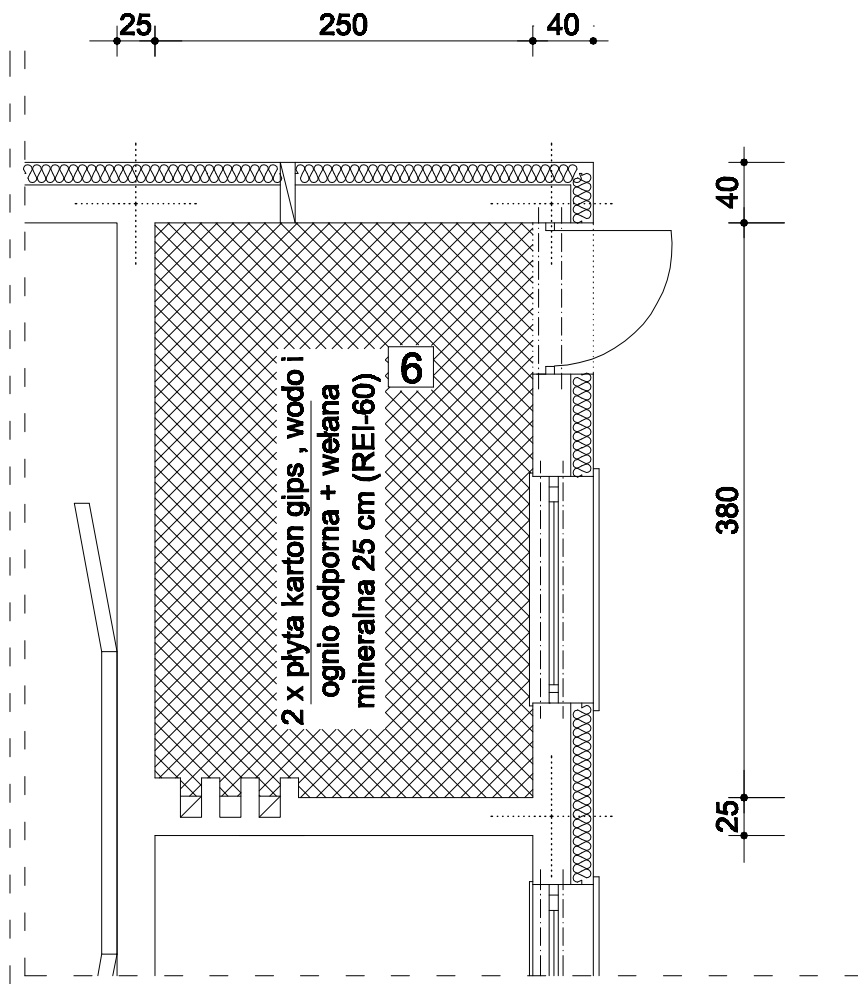 25 250 40
40
6
2 x płyta karton gips , wodo i
ognio odporna + wełana
mineralna 25 cm (REI-60)
380
25